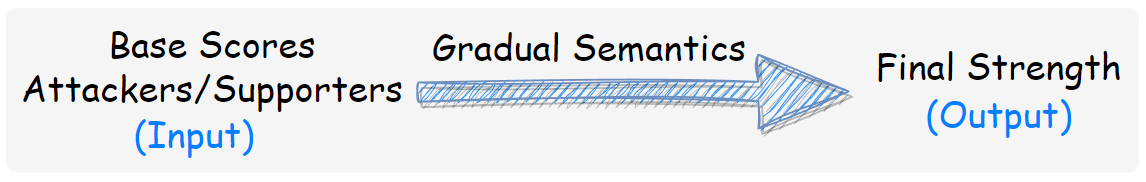 Base Scores
Attackers/Supporters
(Input)
Gradual Semantics
Final Strength
(Output)